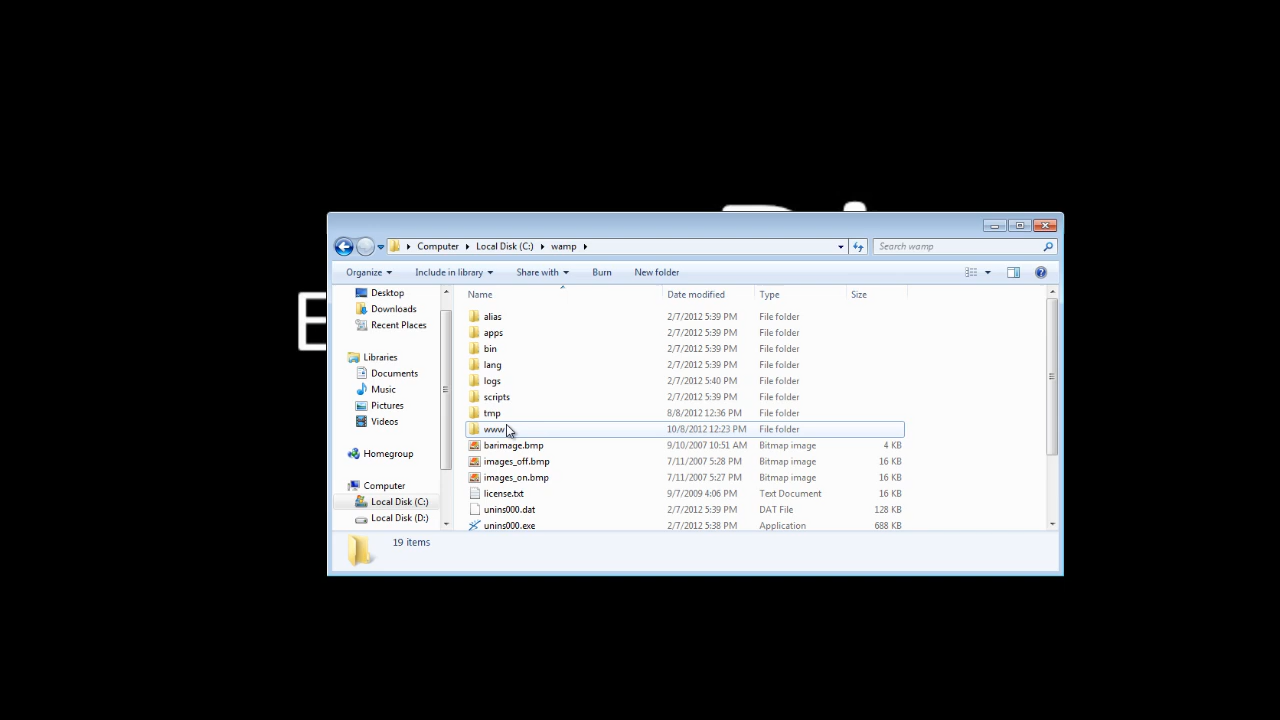 Computer Local Disk (C:) wamp Search wamp
Organize Include in library Share with Burn New folder
Desktop
Downloads
Recent Places
Libraries
Documents
Music
Pictures
Videos
Homegroup
Computer
Local Disk (C:)
Local Disk (D:)
Name Date modified Type Size
alias 2/7/2012 5:39 PM File folder
apps 2/7/2012 5:39 PM File folder
bin 2/7/2012 5:39 PM File folder
lang 2/7/2012 5:39 PM File folder
logs 2/7/2012 5:40 PM File folder
scripts 2/7/2012 5:39 PM File folder
tmp 8/8/2012 12:36 PM File folder
www 10/8/2012 12:23 PM File folder
barimage.bmp 9/10/2007 10:51 AM Bitmap image 4 KB
images_off.bmp 7/11/2007 5:28 PM Bitmap image 16 KB
images_on.bmp 7/11/2007 5:27 PM Bitmap image 16 KB
license.txt 9/7/2009 4:06 PM Text Document 16 KB
unins000.dat 2/7/2012 5:39 PM DAT File 128 KB
unins000.exe 2/7/2012 5:38 PM Application 688 KB
19 items